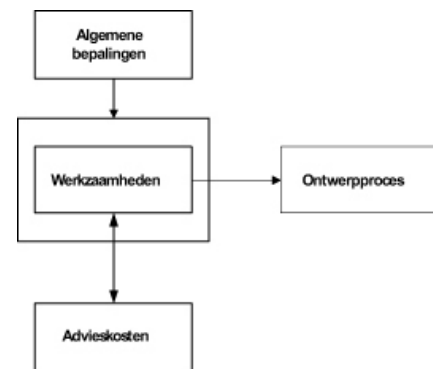 Algemene
bepalingen
Werkzaamheden
Ontwerpproces
Advieskosten